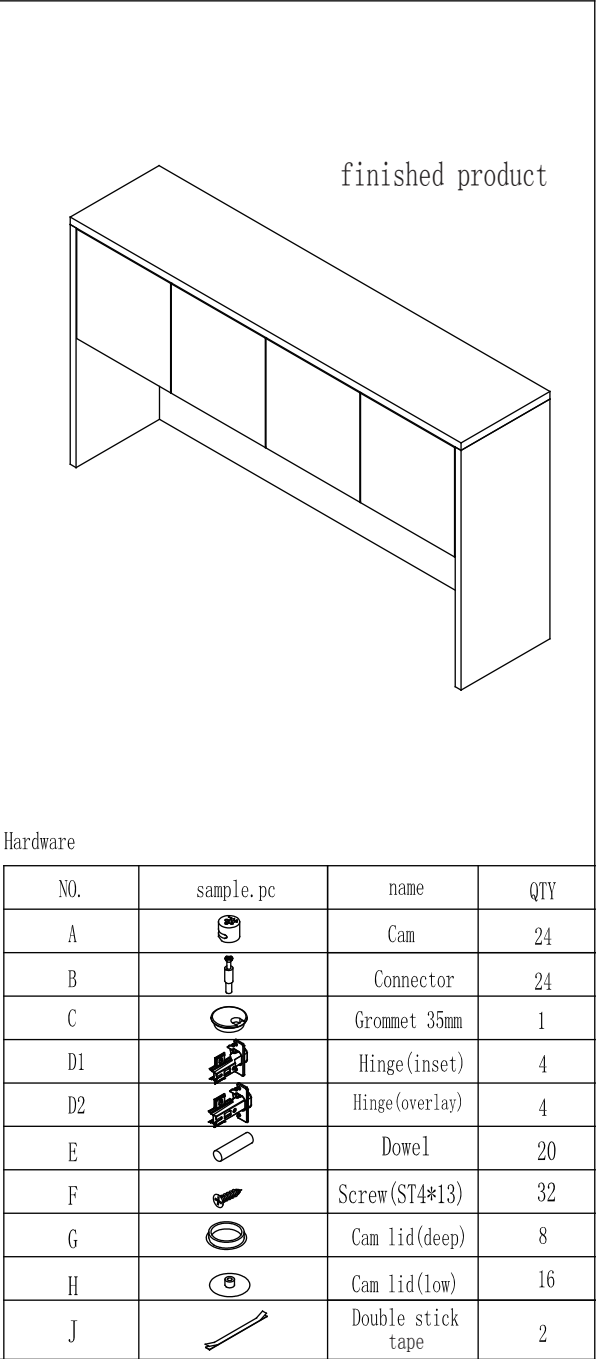 finished product
Hardware
NO. sample.pc name QTY
A Cam 24
B Connector 24
C Grommet 35mm 1
D1 Hinge(inset) 4
D2 Hinge(overlay) 4
E Dowel 20
F Screw(ST4*13) 32
G Cam lid(deep) 8
H Cam lid(low) 16
J Double stick tape 2